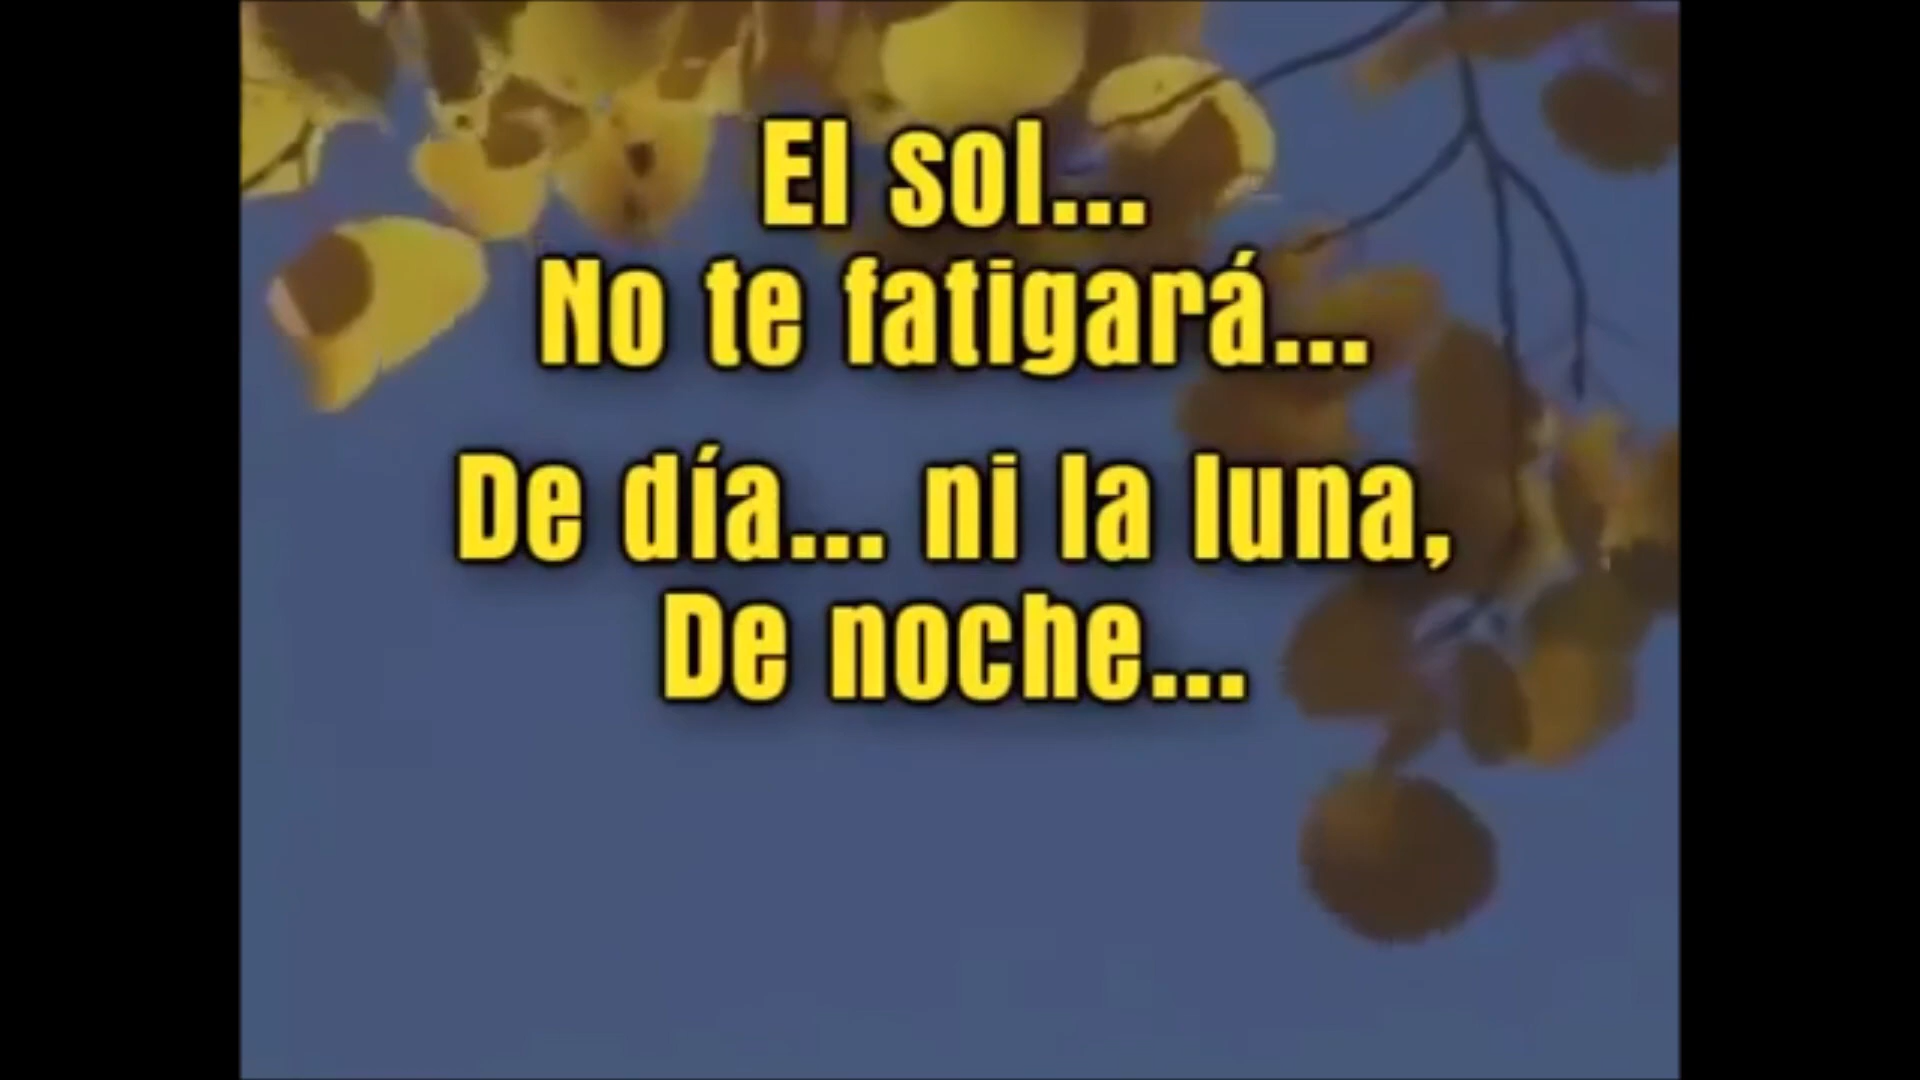 El sol...
No te fatigará...
De día... ni la luna,
De noche...